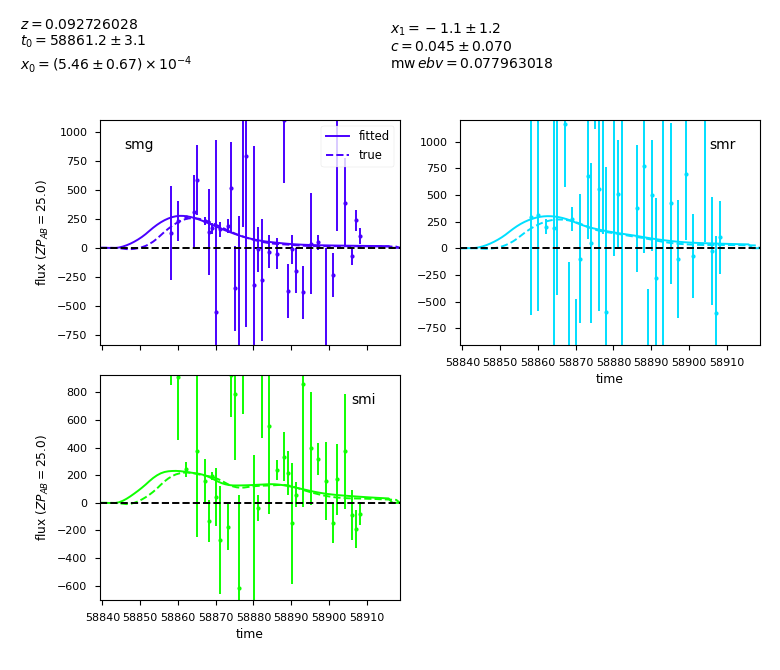 z = 0.092726028
t0 = 58861.2 ± 3.1
x0 = (5.46 ± 0.67) × 10^−4
x1 = −1.1 ± 1.2
c = 0.045 ± 0.070
mwebv = 0.077963018
smg
fitted
true
1000
750
500
250
0
−250
−500
−750
flux (ZP_AB = 25.0)
smr
1000
750
500
250
0
−250
−500
−750
58840 58850 58860 58870 58880 58890 58900 58910
time
smi
800
600
400
200
0
−200
−400
−600
flux (ZP_AB = 25.0)
58840 58850 58860 58870 58880 58890 58900 58910
time